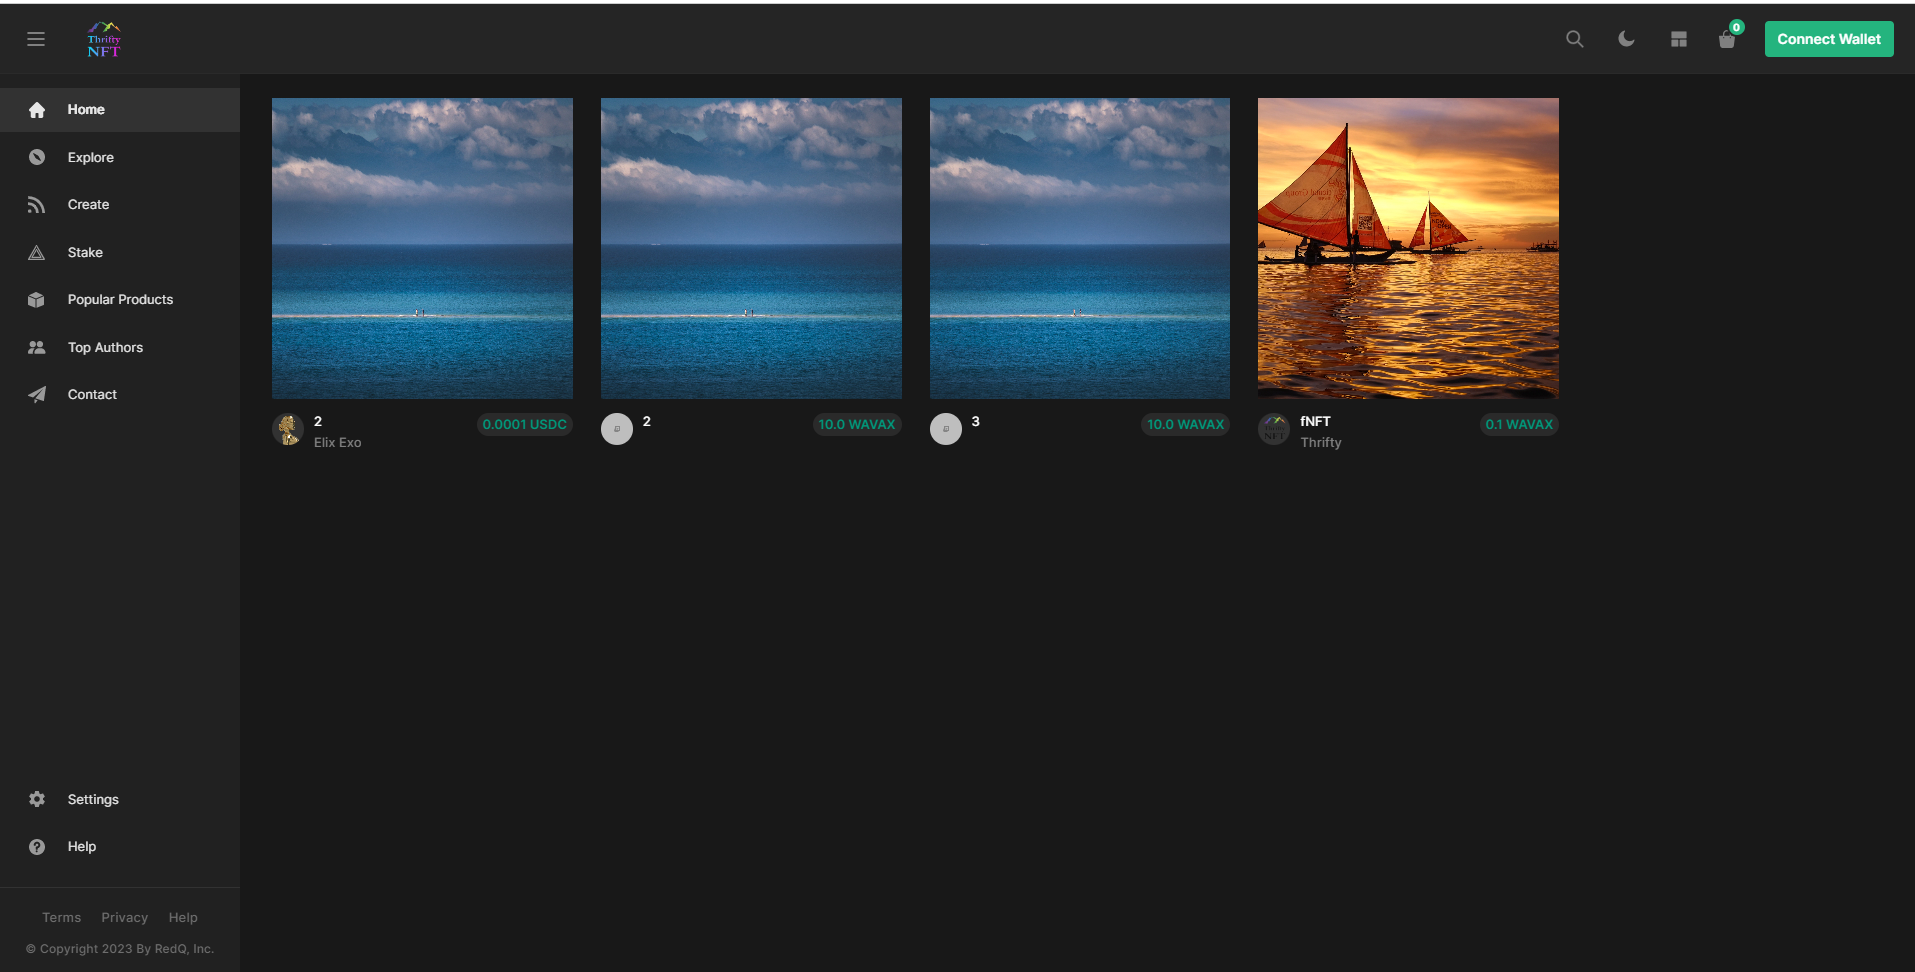 Thrifty
NFT
0
Connect Wallet
Home
Explore
Create
Stake
Popular Products
Top Authors
Contact
Settings
Help
Terms Privacy Help
© Copyright 2023 By RedQ, Inc.
2
Elix Exo
0.0001 USDC
2
10.0 WAVAX
3
10.0 WAVAX
fNFT
Thrifty
0.1 WAVAX